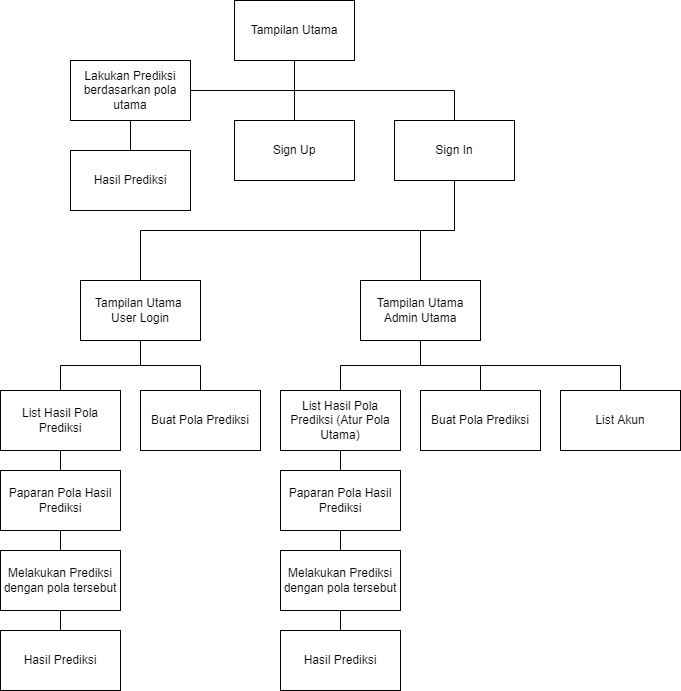 Tampilan Utama
Lakukan Prediksi
berdasarkan pola
utama
Sign Up
Sign In
Hasil Prediksi
Tampilan Utama
User Login
Tampilan Utama
Admin Utama
List Hasil Pola
Prediksi
Buat Pola Prediksi
List Hasil Pola
Prediksi (Atur Pola
Utama)
Buat Pola Prediksi
List Akun
Paparan Pola Hasil
Prediksi
Paparan Pola Hasil
Prediksi
Melakukan Prediksi
dengan pola tersebut
Melakukan Prediksi
dengan pola tersebut
Hasil Prediksi
Hasil Prediksi